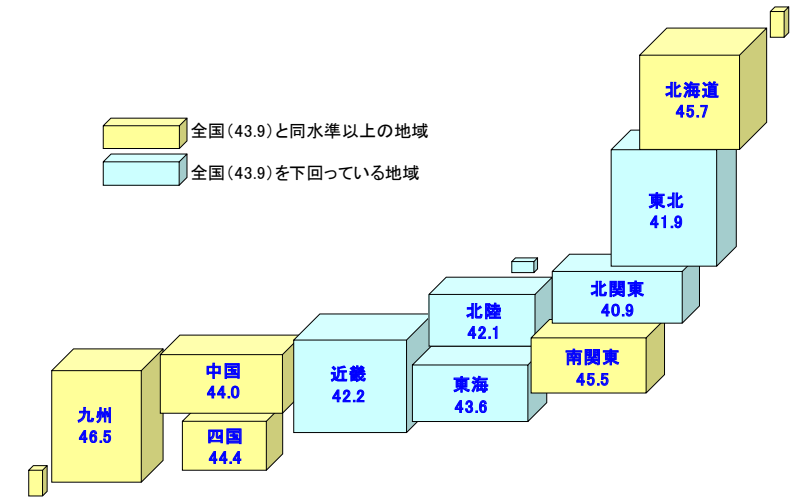 北海道
45.7
全国（43.9）と同水準以上の地域
全国（43.9）を下回っている地域
東北
41.9
北関東
40.9
北陸
42.1
南関東
45.5
中国
44.0
近畿
42.2
東海
43.6
九州
46.5
四国
44.4